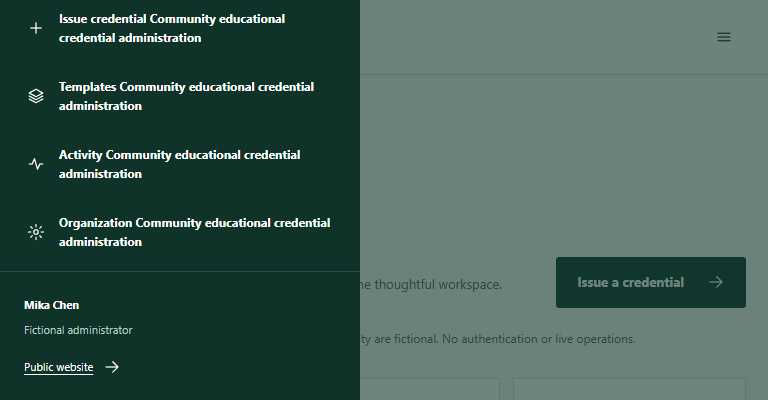 Issue credential Community educational
credential administration
Templates Community educational credential
administration
Activity Community educational credential
administration
Organization Community educational credential
administration
Mika Chen
Fictional administrator
Public website
thoughtful workspace.
Issue a credential
are fictional. No authentication or live operations.